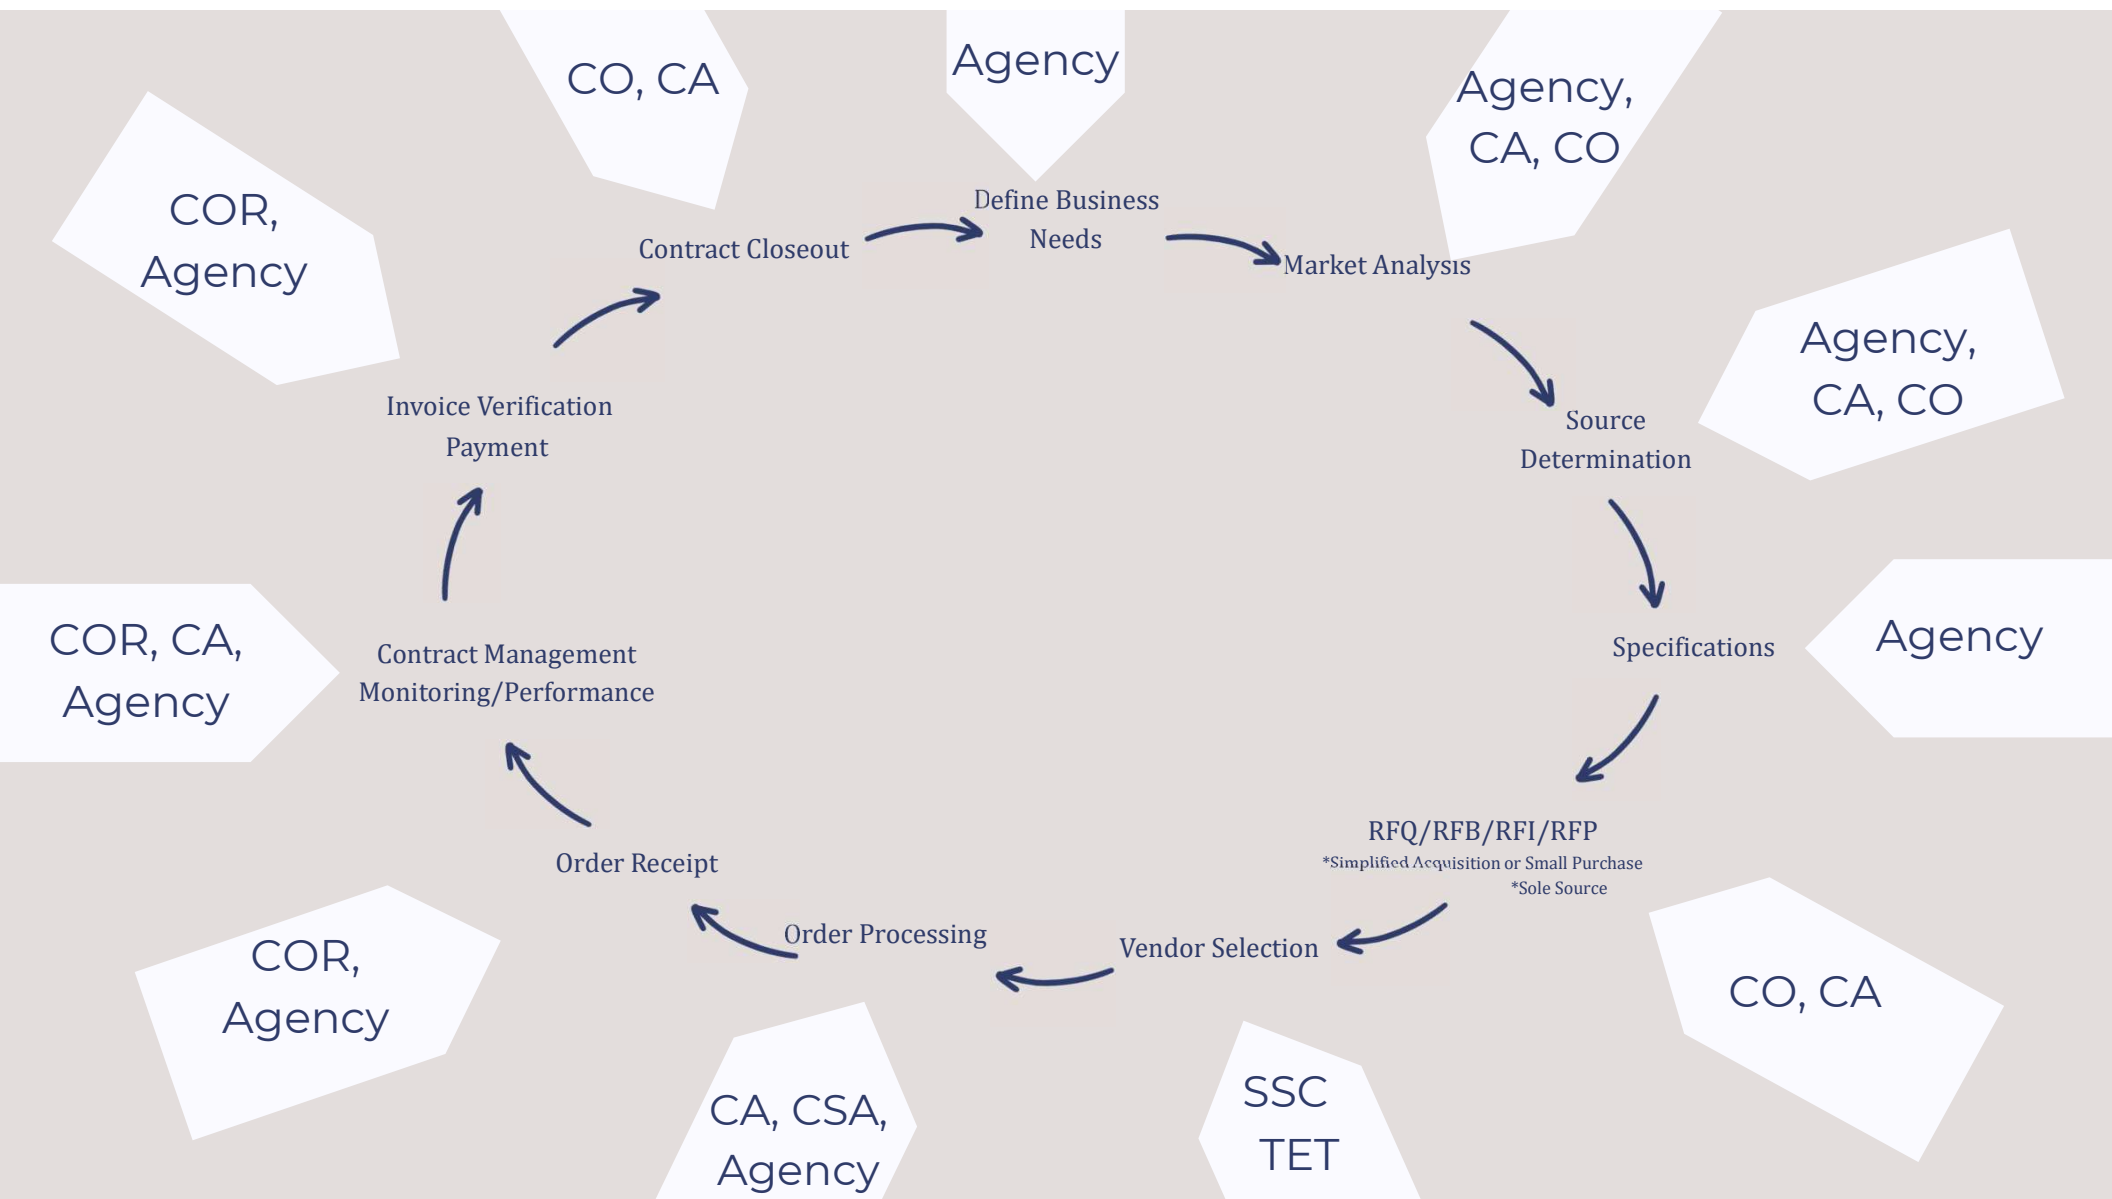 CO, CA
Agency
Agency,
CA, CO
COR,
Agency
Define Business
Needs
Contract Closeout
Market Analysis
Agency,
CA, CO
Invoice Verification
Payment
Source
Determination
COR, CA,
Agency
Contract Management
Monitoring/Performance
Specifications
Agency
RFQ/RFB/RFI/RFP
*Simplified Acquisition or Small Purchase
*Sole Source
Order Receipt
Order Processing
Vendor Selection
COR,
Agency
CO, CA
CA, CSA,
Agency
SSC
TET